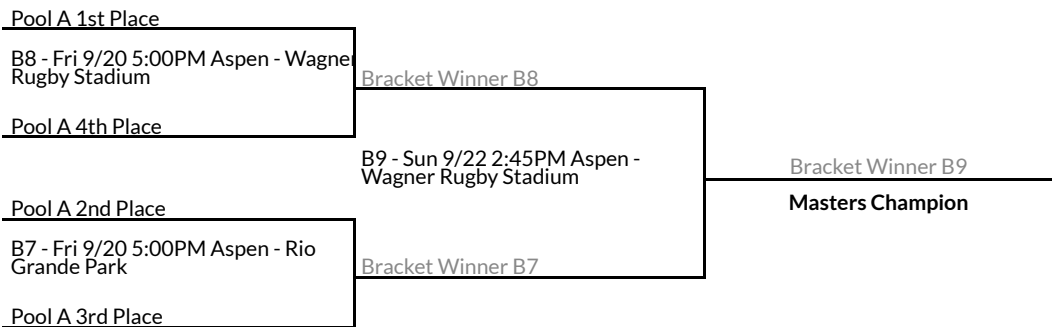 Pool A 1st Place
B8 - Fri 9/20 5:00PM Aspen - Wagner
Rugby Stadium
Bracket Winner B8
Pool A 4th Place
B9 - Sun 9/22 2:45PM Aspen -
Wagner Rugby Stadium
Bracket Winner B9
Masters Champion
Pool A 2nd Place
B7 - Fri 9/20 5:00PM Aspen - Rio
Grande Park
Bracket Winner B7
Pool A 3rd Place